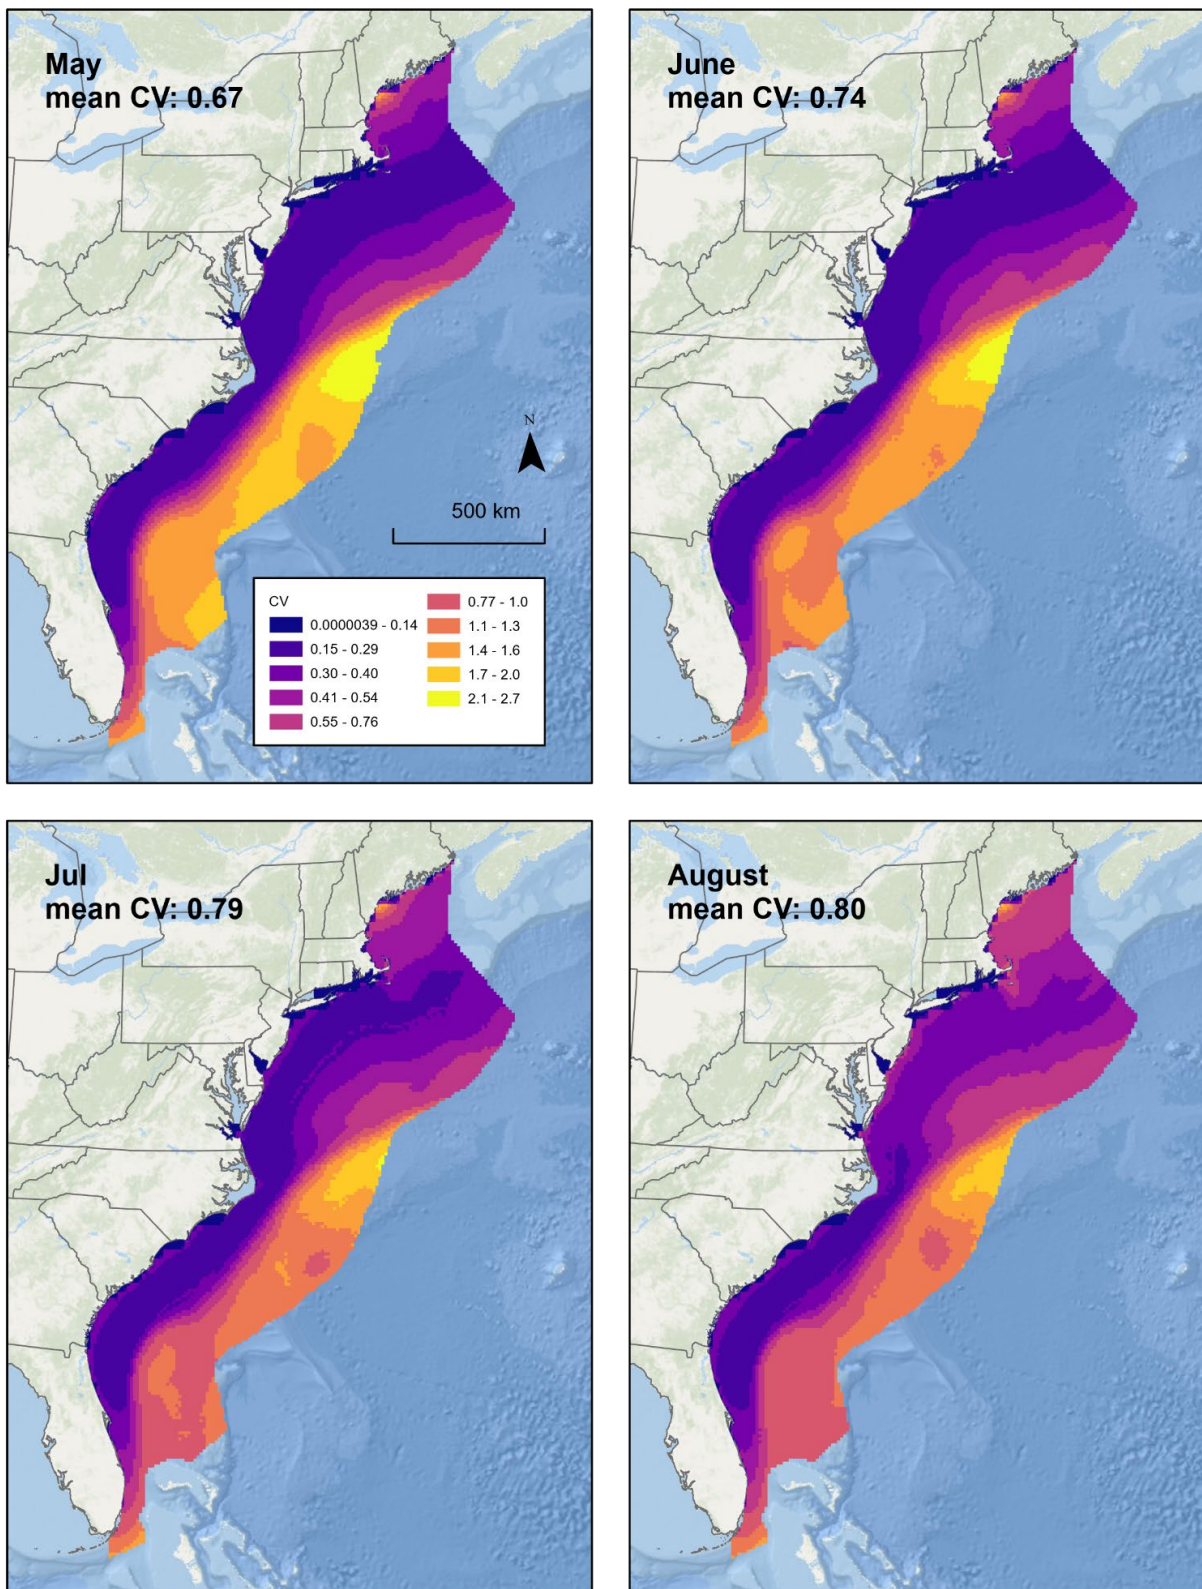 May
mean CV: 0.67
June
mean CV: 0.74
N
500 km
CV
0.0000039 - 0.14
0.15 - 0.29
0.30 - 0.40
0.41 - 0.54
0.55 - 0.76
0.77 - 1.0
1.1 - 1.3
1.4 - 1.6
1.7 - 2.0
2.1 - 2.7
Jul
mean CV: 0.79
August
mean CV: 0.80